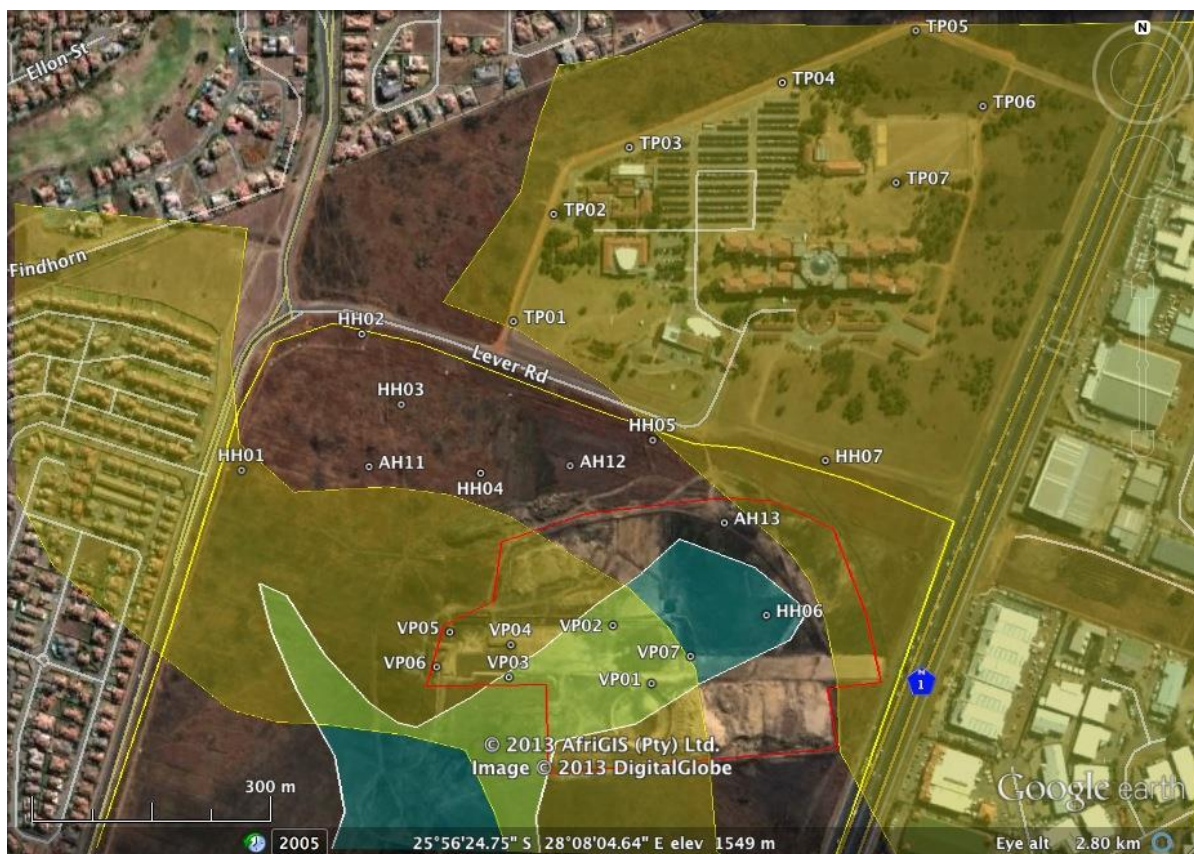 Ellon St
N
TP05
TP04
TP06
TP03
TP07
TP02
Findhorn
TP01
HH02
Lever Rd
HH03
HH05
HH01
AH11
HH04
AH12
HH07
AH13
HH06
VP05
VP04
VP02
VP06
VP03
VP07
VP01
N
1
© 2013 AfriGIS (Pty) Ltd.
Image © 2013 DigitalGlobe
300 m
Google earth
2005
25°56'24.75" S 28°08'04.64" E elev 1549 m
Eye alt 2.80 km